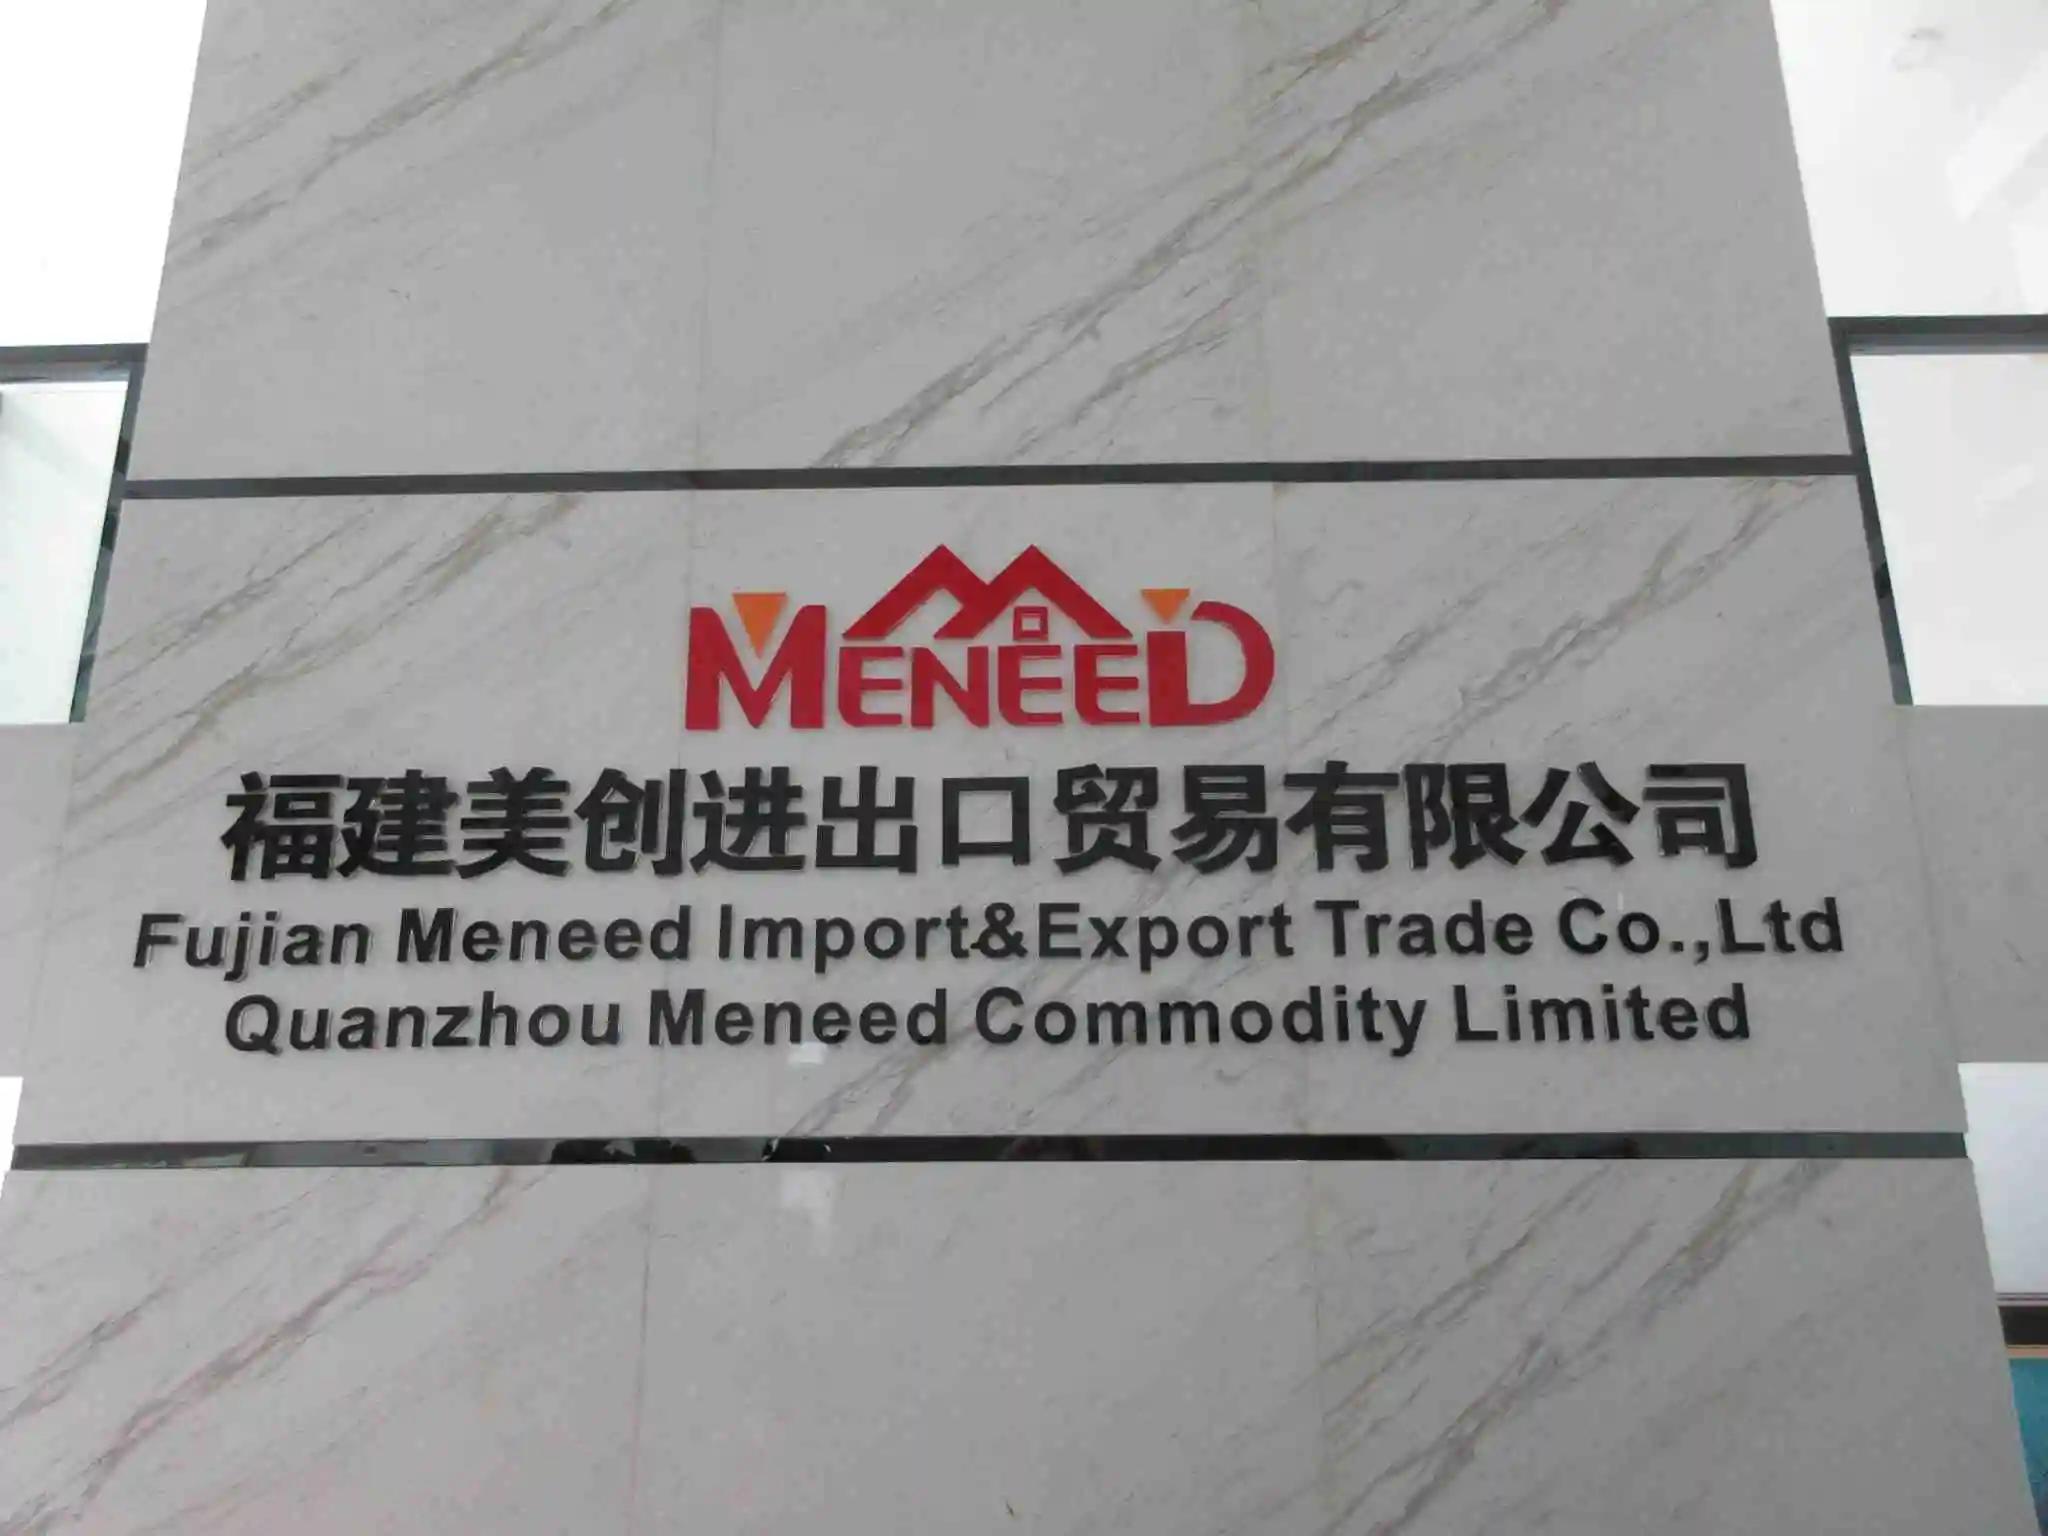 MENEED
福建美创进出口贸易有限公司
Fujian Meneed Import&Export Trade Co.,Ltd
Quanzhou Meneed Commodity Limited